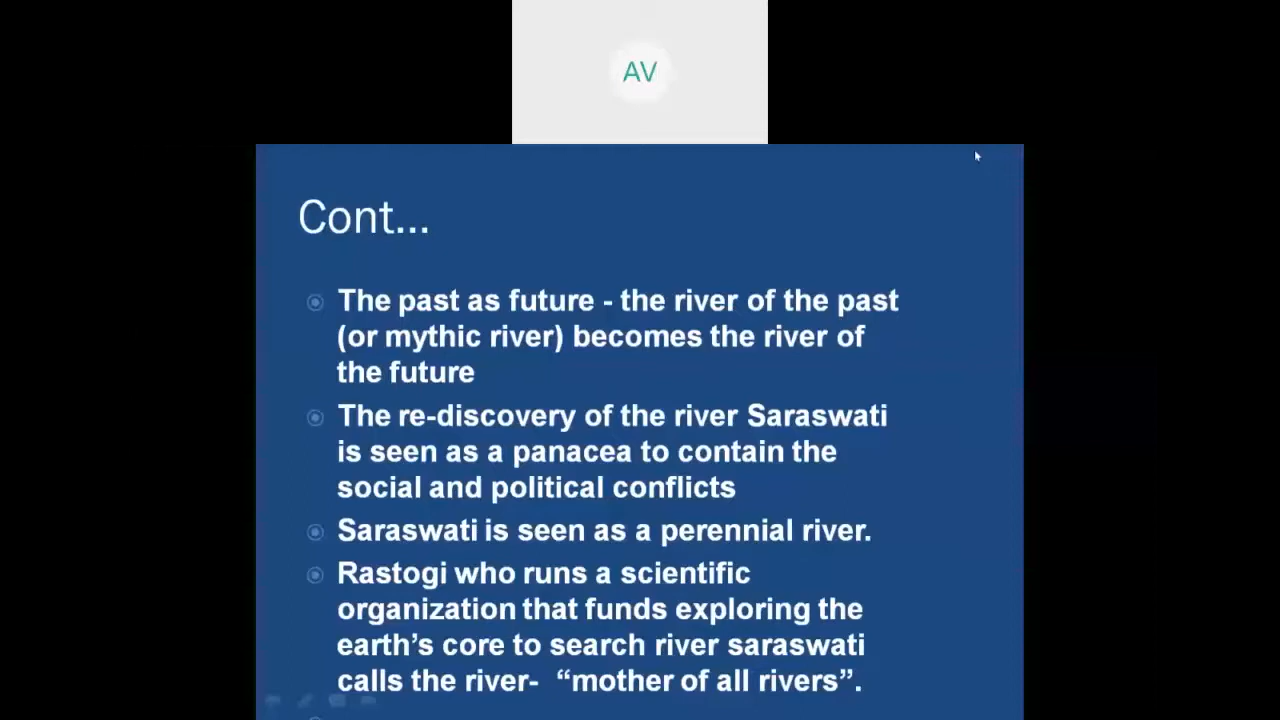 AV
Cont...
The past as future - the river of the past
(or mythic river) becomes the river of
the future
The re-discovery of the river Saraswati
is seen as a panacea to contain the
social and political conflicts
Saraswati is seen as a perennial river.
Rastogi who runs a scientific
organization that funds exploring the
earth’s core to search river saraswati
calls the river- “mother of all rivers”.